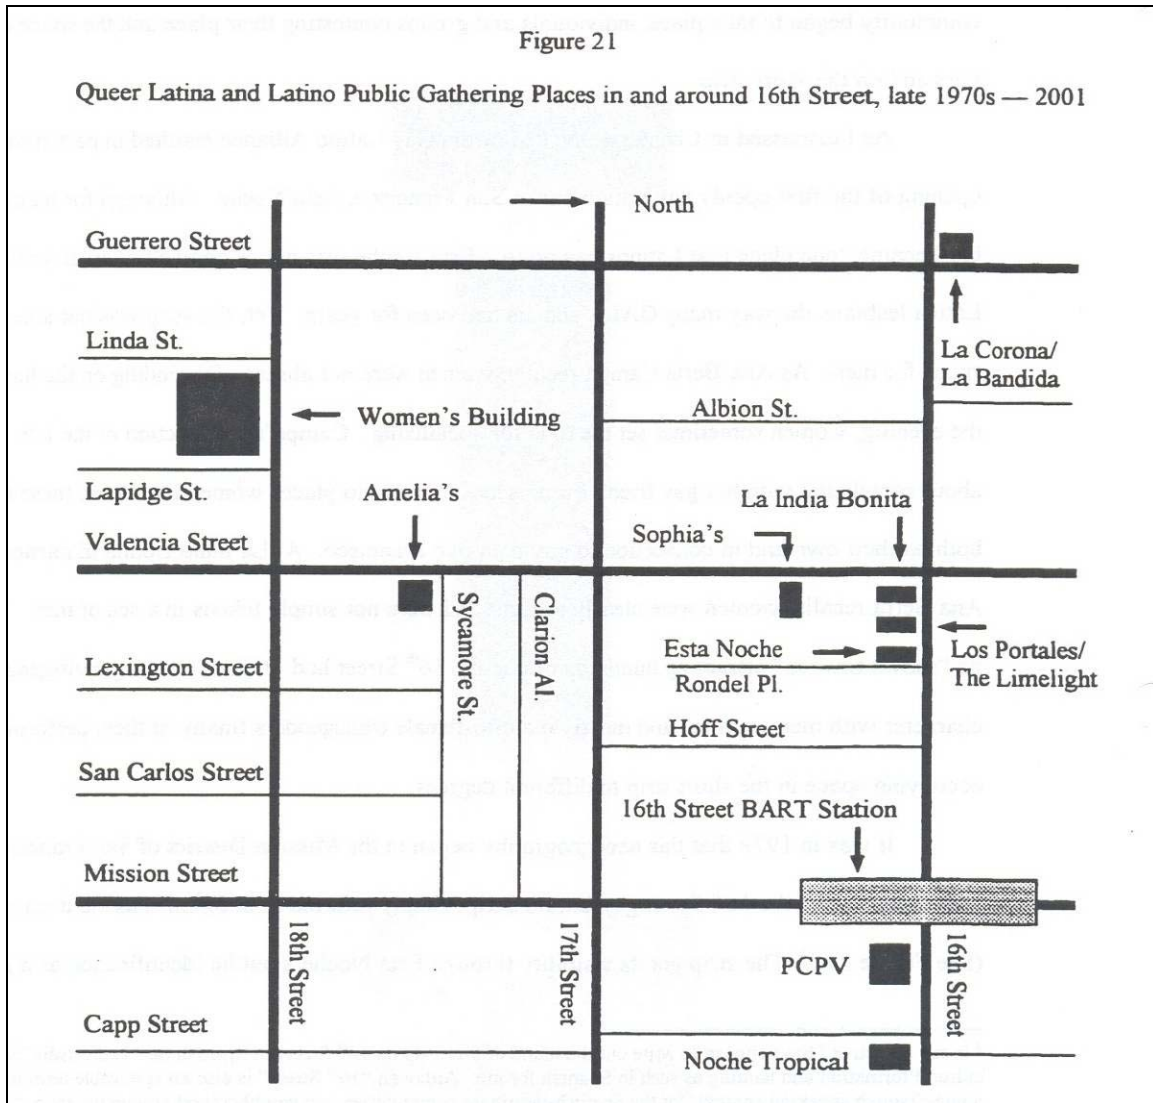 Figure 21
Queer Latina and Latino Public Gathering Places in and around 16th Street, late 1970s — 2001
North
Guerrero Street
Linda St.
La Corona/
La Bandida
Women's Building
Albion St.
Lapidge St.
Amelia's
La India Bonita
Valencia Street
Sophia's
Sycamore St.
Clarion Al.
Esta Noche
Rondel Pl.
Los Portales/
The Limelight
Lexington Street
Hoff Street
San Carlos Street
16th Street BART Station
Mission Street
18th Street
17th Street
16th Street
PCPV
Capp Street
Noche Tropical